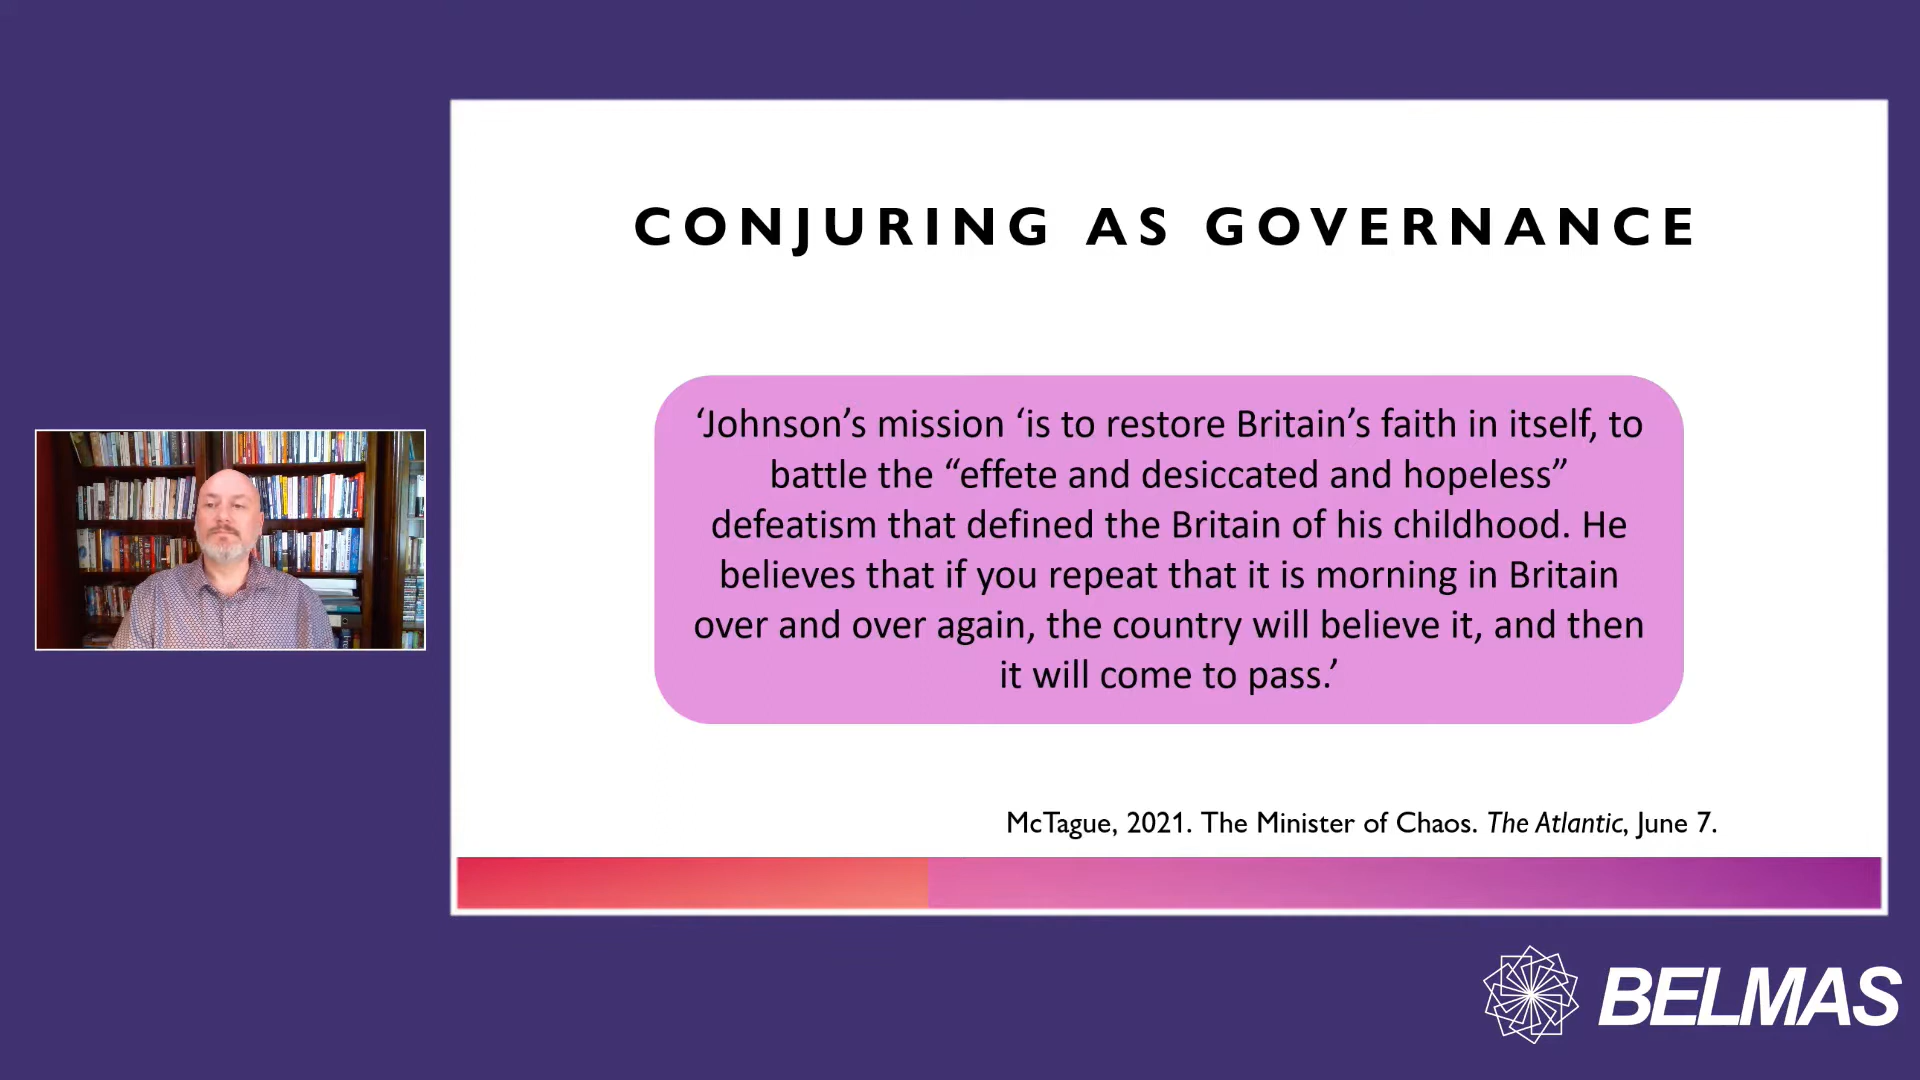 CONJURING AS GOVERNANCE
‘Johnson’s mission ‘is to restore Britain’s faith in itself, to
battle the “effete and desiccated and hopeless”
defeatism that defined the Britain of his childhood. He
believes that if you repeat that it is morning in Britain
over and over again, the country will believe it, and then
it will come to pass.’
McTague, 2021. The Minister of Chaos. The Atlantic, June 7.
BELMAS